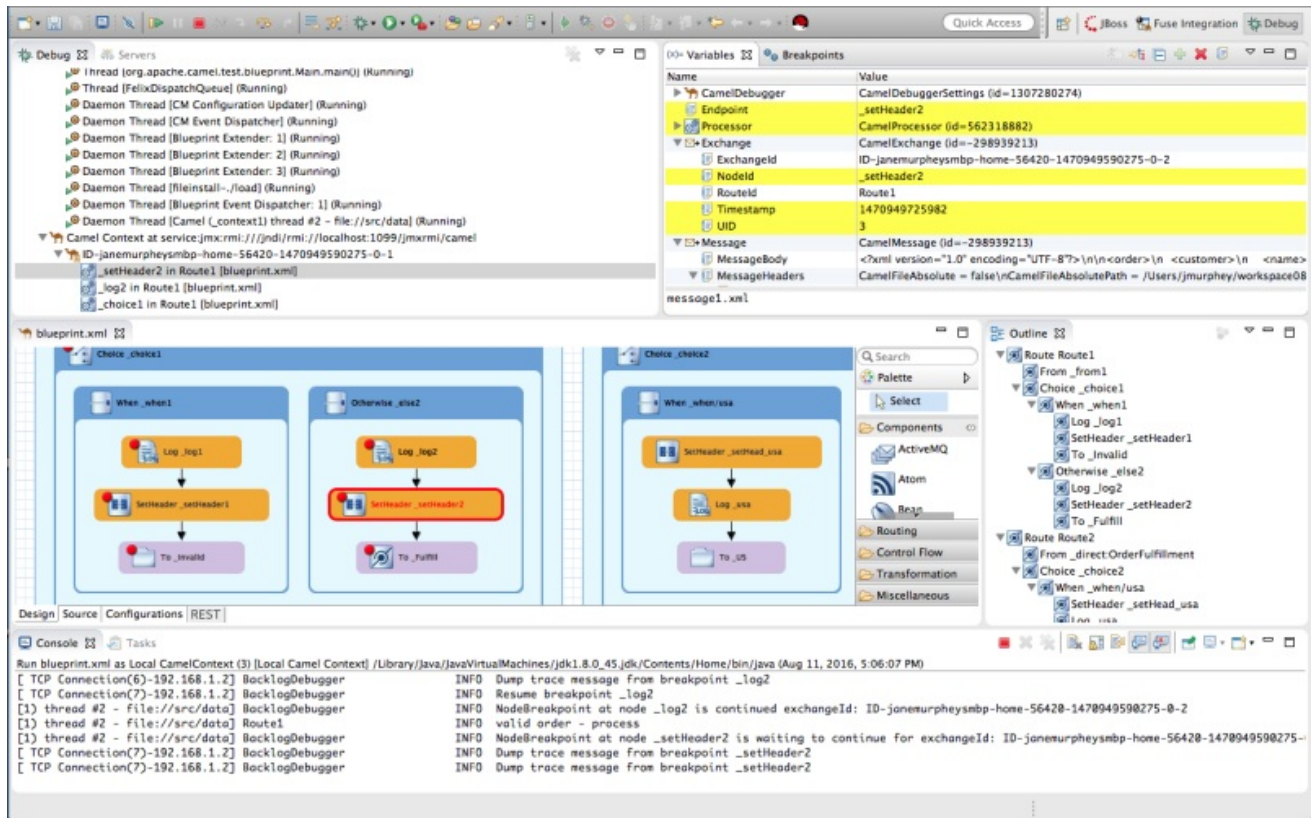 Quick Access
JBoss
Fuse Integration
Debug
Debug
Servers
Thread [org.apache.camel.test.blueprint.Main.main()] (Running)
Thread [FelixDispatchQueue] (Running)
Daemon Thread [CM Configuration Updater] (Running)
Daemon Thread [CM Event Dispatcher] (Running)
Daemon Thread [Blueprint Extender: 1] (Running)
Daemon Thread [Blueprint Extender: 2] (Running)
Daemon Thread [Blueprint Extender: 3] (Running)
Daemon Thread [fileinstall-./load] (Running)
Daemon Thread [Blueprint Event Dispatcher: 1] (Running)
Daemon Thread [Camel (_context1) thread #2 - file://src/data] (Running)
Camel Context at service:jmx:rmi:///jndi/rmi://localhost:1099/jmxrmi/camel
ID-janemurpheysmbp-home-56420-1470949590275-0-1
_setHeader2 in Route1 [blueprint.xml]
_log2 in Route1 [blueprint.xml]
_choice1 in Route1 [blueprint.xml]
(x)= Variables
Breakpoints
Name Value
CamelDebugger CamelDebuggerSettings (id=1307280274)
Endpoint _setHeader2
Processor CamelProcessor (id=562318882)
Exchange CamelExchange (id=-298939213)
ExchangeId ID-janemurpheysmbp-home-56420-1470949590275-0-2
NodeId _setHeader2
RouteId Route1
Timestamp 1470949725982
UID 3
Message CamelMessage (id=-298939213)
MessageBody <?xml version="1.0" encoding="UTF-8"?>\n\n<order>\n <customer>\n <name>
MessageHeaders CamelFileAbsolute = false\nCamelFileAbsolutePath = /Users/jmurphey/workspace08
message1.xml
blueprint.xml
Choice _choice1
When _when1
Log _log1
SetHeader _setHeader1
To _Invalid
Otherwise _else2
Log _log2
SetHeader _setHeader2
To _Fulfill
Choice _choice2
When _when/usa
SetHeader _setHead_usa
Log _usa
To _US
Search
Palette
Select
Components
ActiveMQ
Atom
Bean
Routing
Control Flow
Transformation
Miscellaneous
Design Source Configurations REST
Outline
Route Route1
From _from1
Choice _choice1
When _when1
Log _log1
SetHeader _setHeader1
To _Invalid
Otherwise _else2
Log _log2
SetHeader _setHeader2
To _Fulfill
Route Route2
From _direct:OrderFulfillment
Choice _choice2
When _when/usa
SetHeader _setHead_usa
Log _usa
Console
Tasks
Run blueprint.xml as Local CamelContext (3) [Local Camel Context] /Library/Java/JavaVirtualMachines/jdk1.8.0_45.jdk/Contents/Home/bin/java (Aug 11, 2016, 5:06:07 PM)
[ TCP Connection(6)-192.168.1.2] BacklogDebugger INFO Dump trace message from breakpoint _log2
[ TCP Connection(7)-192.168.1.2] BacklogDebugger INFO Resume breakpoint _log2
[1) thread #2 - file://src/data] BacklogDebugger INFO NodeBreakpoint at node _log2 is continued exchangeId: ID-janemurpheysmbp-home-56420-1470949590275-0-2
[1) thread #2 - file://src/data] Route1 INFO valid order - process
[1) thread #2 - file://src/data] BacklogDebugger INFO NodeBreakpoint at node _setHeader2 is waiting to continue for exchangeId: ID-janemurpheysmbp-home-56420-1470949590275-
[ TCP Connection(7)-192.168.1.2] BacklogDebugger INFO Dump trace message from breakpoint _setHeader2
[ TCP Connection(7)-192.168.1.2] BacklogDebugger INFO Dump trace message from breakpoint _setHeader2